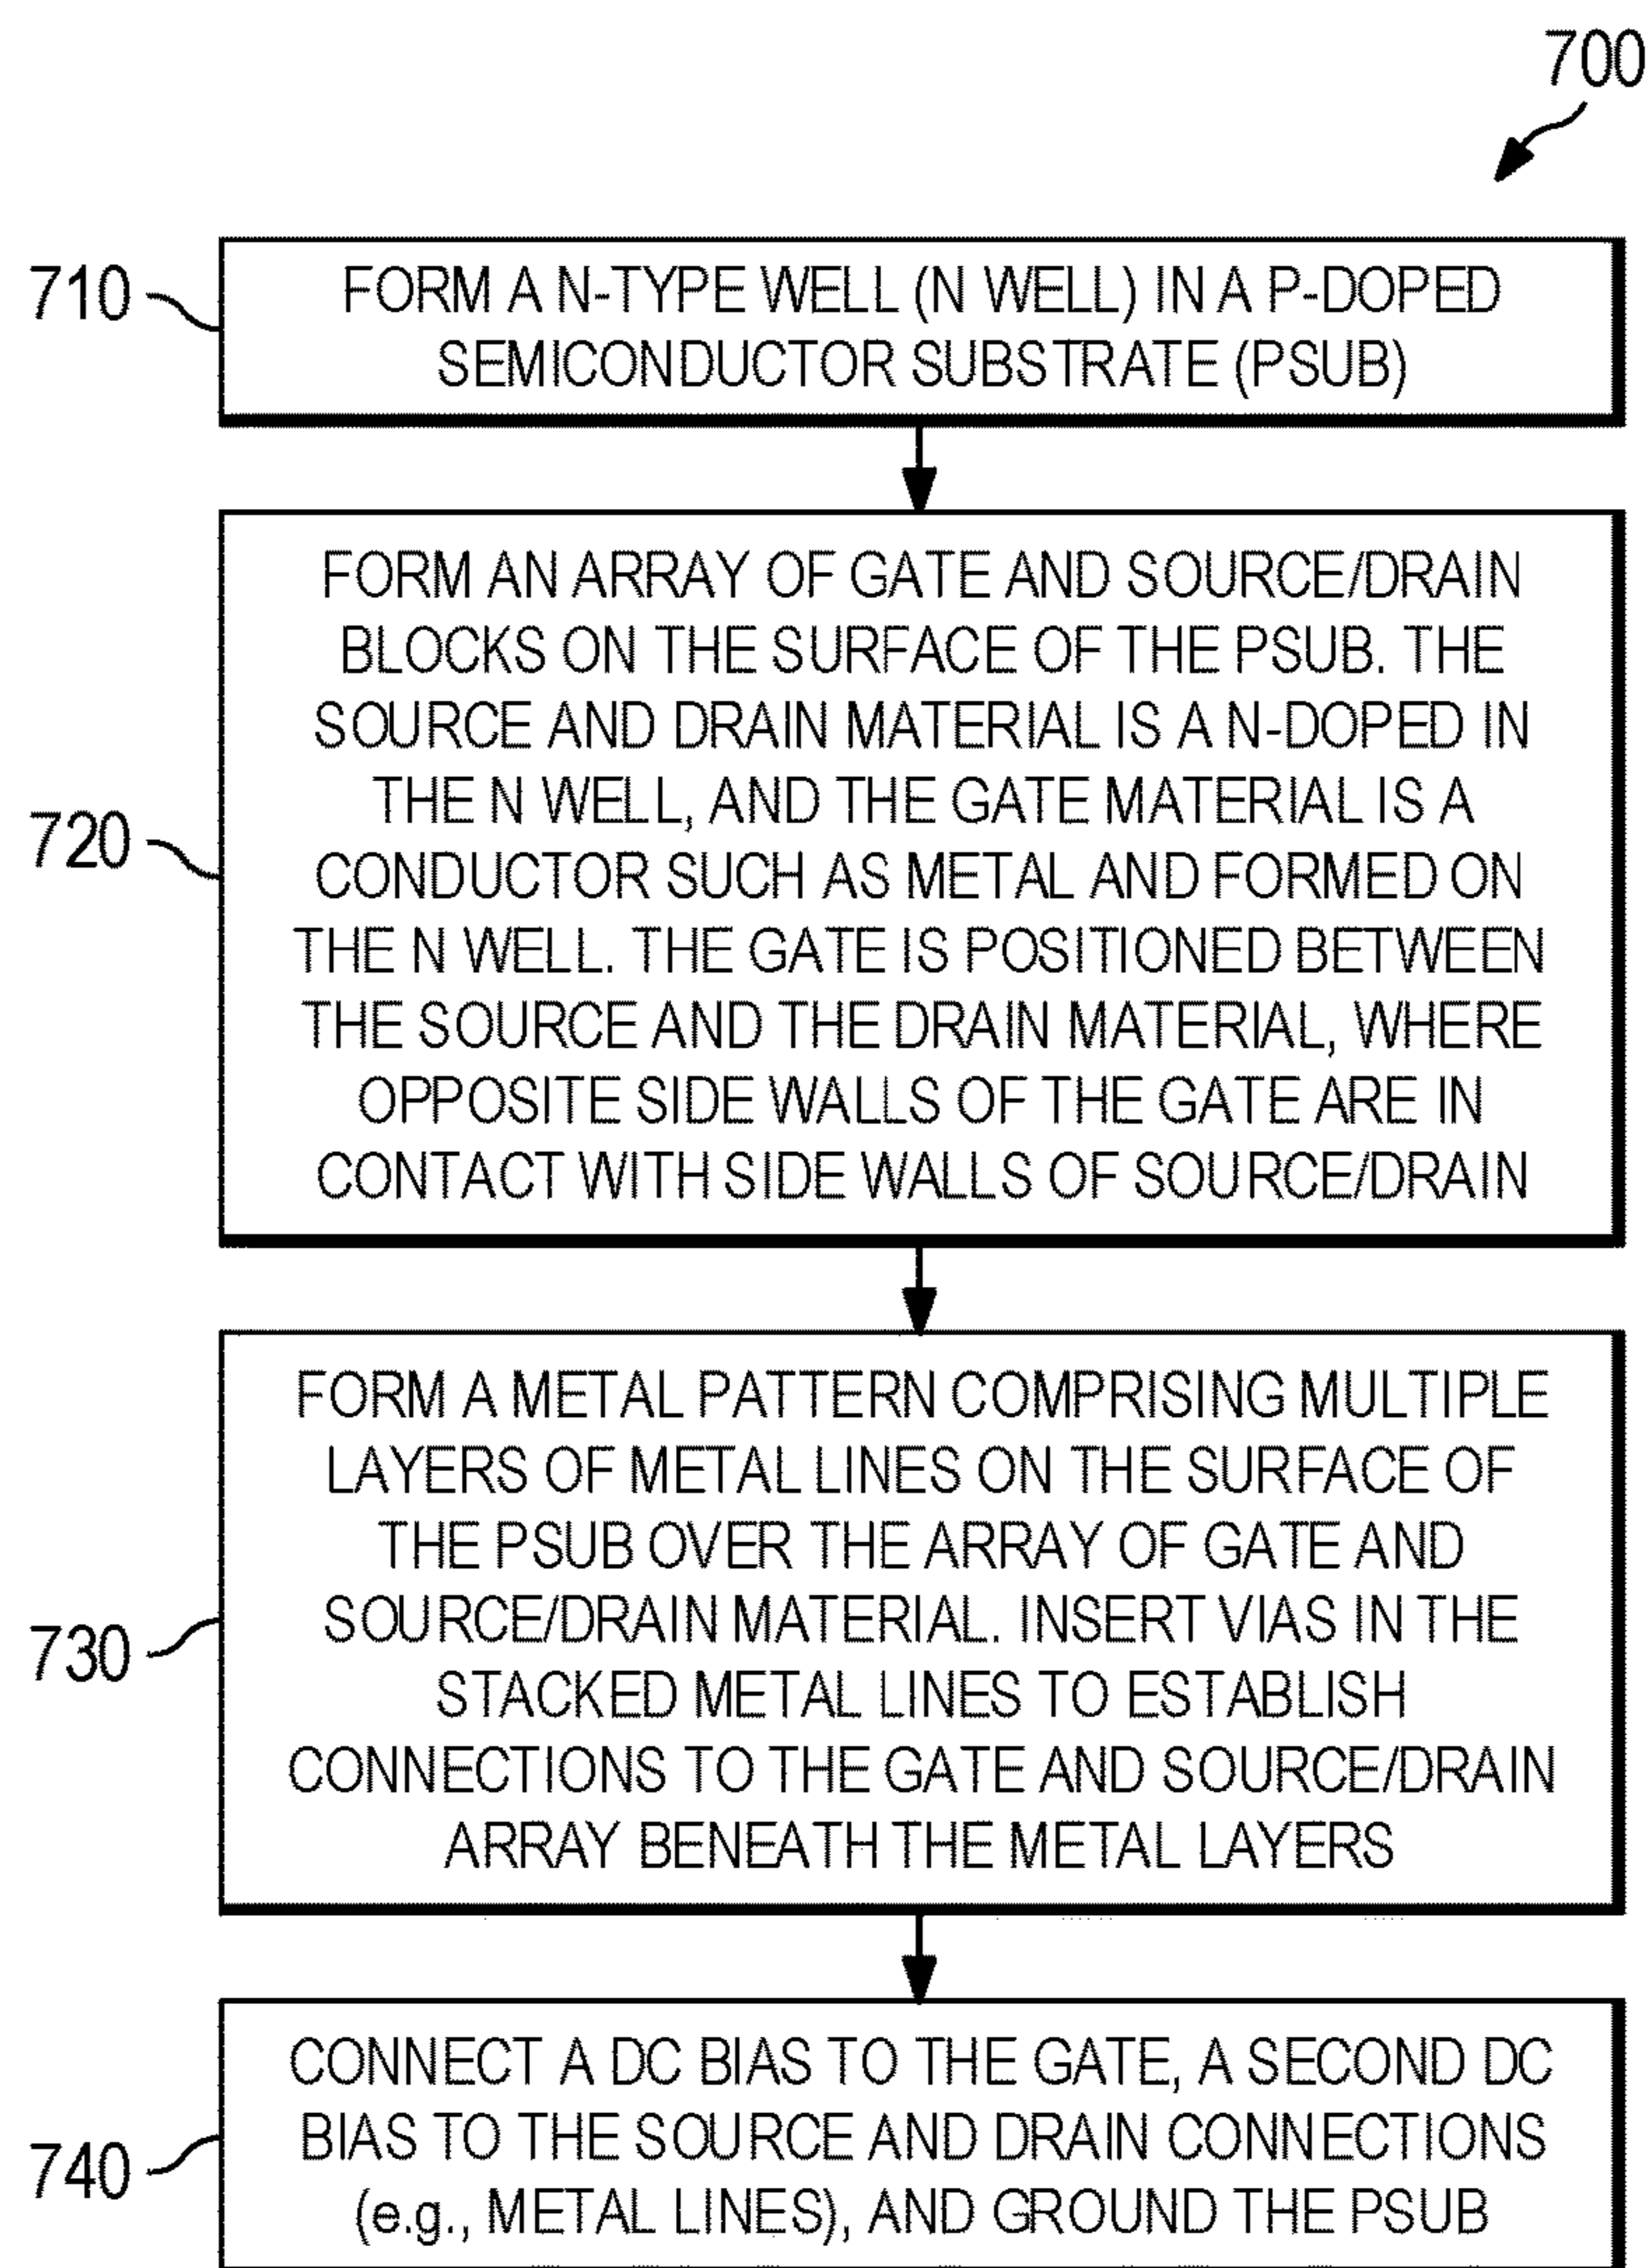 700
710
FORM A N-TYPE WELL (N WELL) IN A P-DOPED
SEMICONDUCTOR SUBSTRATE (PSUB)
720
FORM AN ARRAY OF GATE AND SOURCE/DRAIN
BLOCKS ON THE SURFACE OF THE PSUB. THE
SOURCE AND DRAIN MATERIAL IS A N-DOPED IN
THE N WELL, AND THE GATE MATERIAL IS A
CONDUCTOR SUCH AS METAL AND FORMED ON
THE N WELL. THE GATE IS POSITIONED BETWEEN
THE SOURCE AND THE DRAIN MATERIAL, WHERE
OPPOSITE SIDE WALLS OF THE GATE ARE IN
CONTACT WITH SIDE WALLS OF SOURCE/DRAIN
730
FORM A METAL PATTERN COMPRISING MULTIPLE
LAYERS OF METAL LINES ON THE SURFACE OF
THE PSUB OVER THE ARRAY OF GATE AND
SOURCE/DRAIN MATERIAL. INSERT VIAS IN THE
STACKED METAL LINES TO ESTABLISH
CONNECTIONS TO THE GATE AND SOURCE/DRAIN
ARRAY BENEATH THE METAL LAYERS
740
CONNECT A DC BIAS TO THE GATE, A SECOND DC
BIAS TO THE SOURCE AND DRAIN CONNECTIONS
(e.g., METAL LINES), AND GROUND THE PSUB